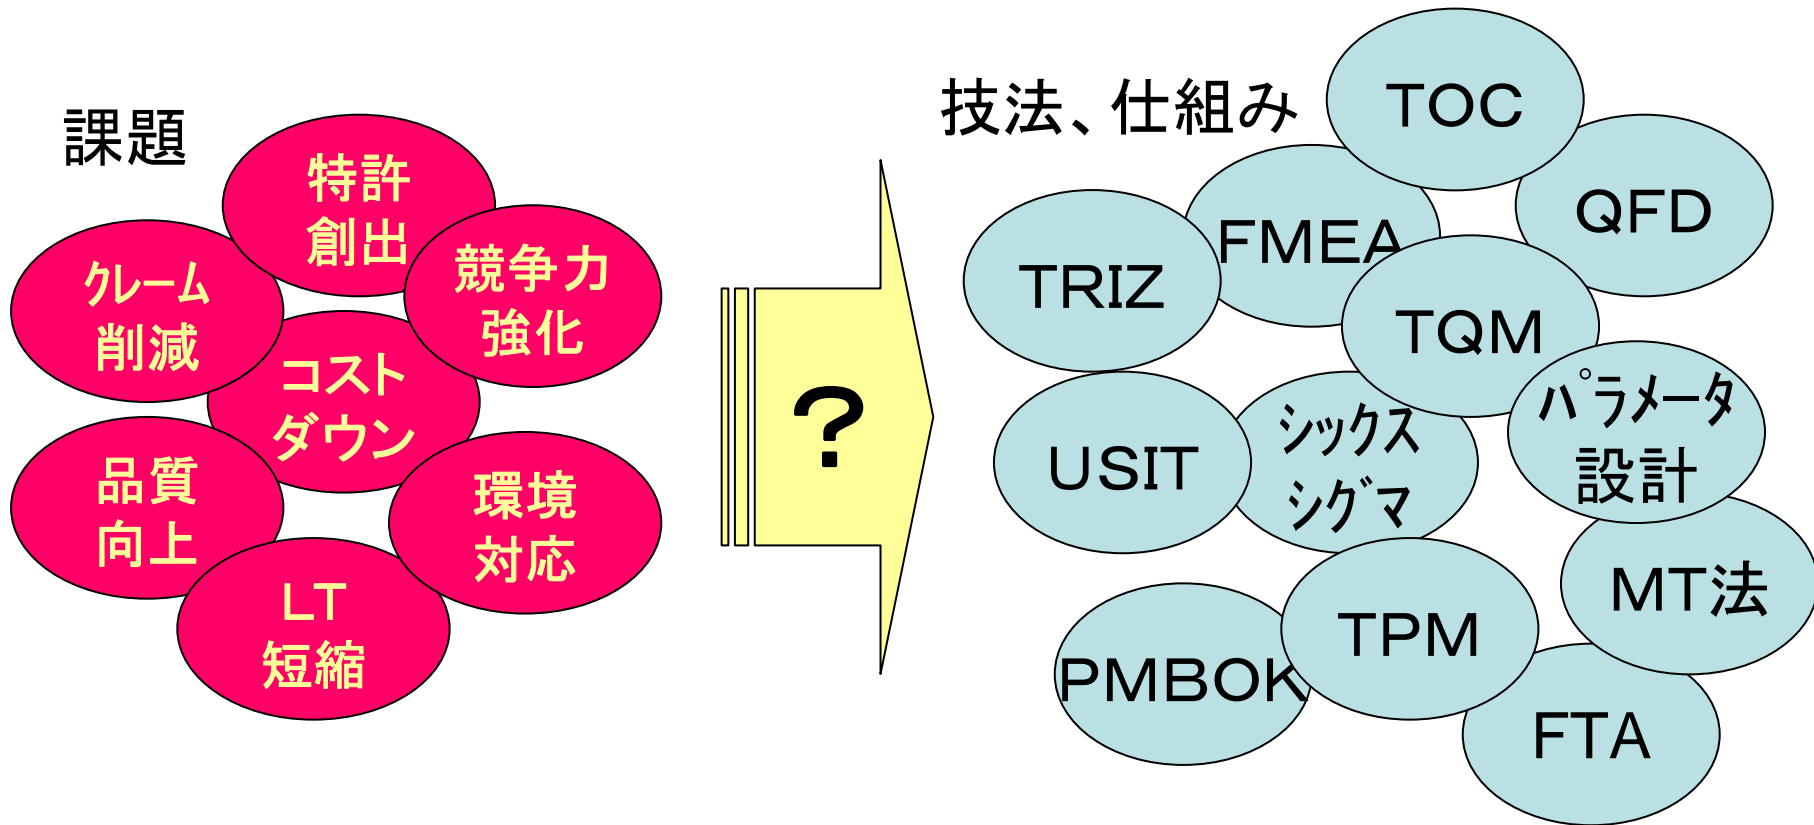 課題
特許
創出
クレーム
削減
競争力
強化
コスト
ダウン
品質
向上
環境
対応
LT
短縮
?
技法、仕組み
TOC
QFD
FMEA
TRIZ
TQM
パラメータ
設計
USIT
シックス
シグマ
MT法
TPM
PMBOK
FTA